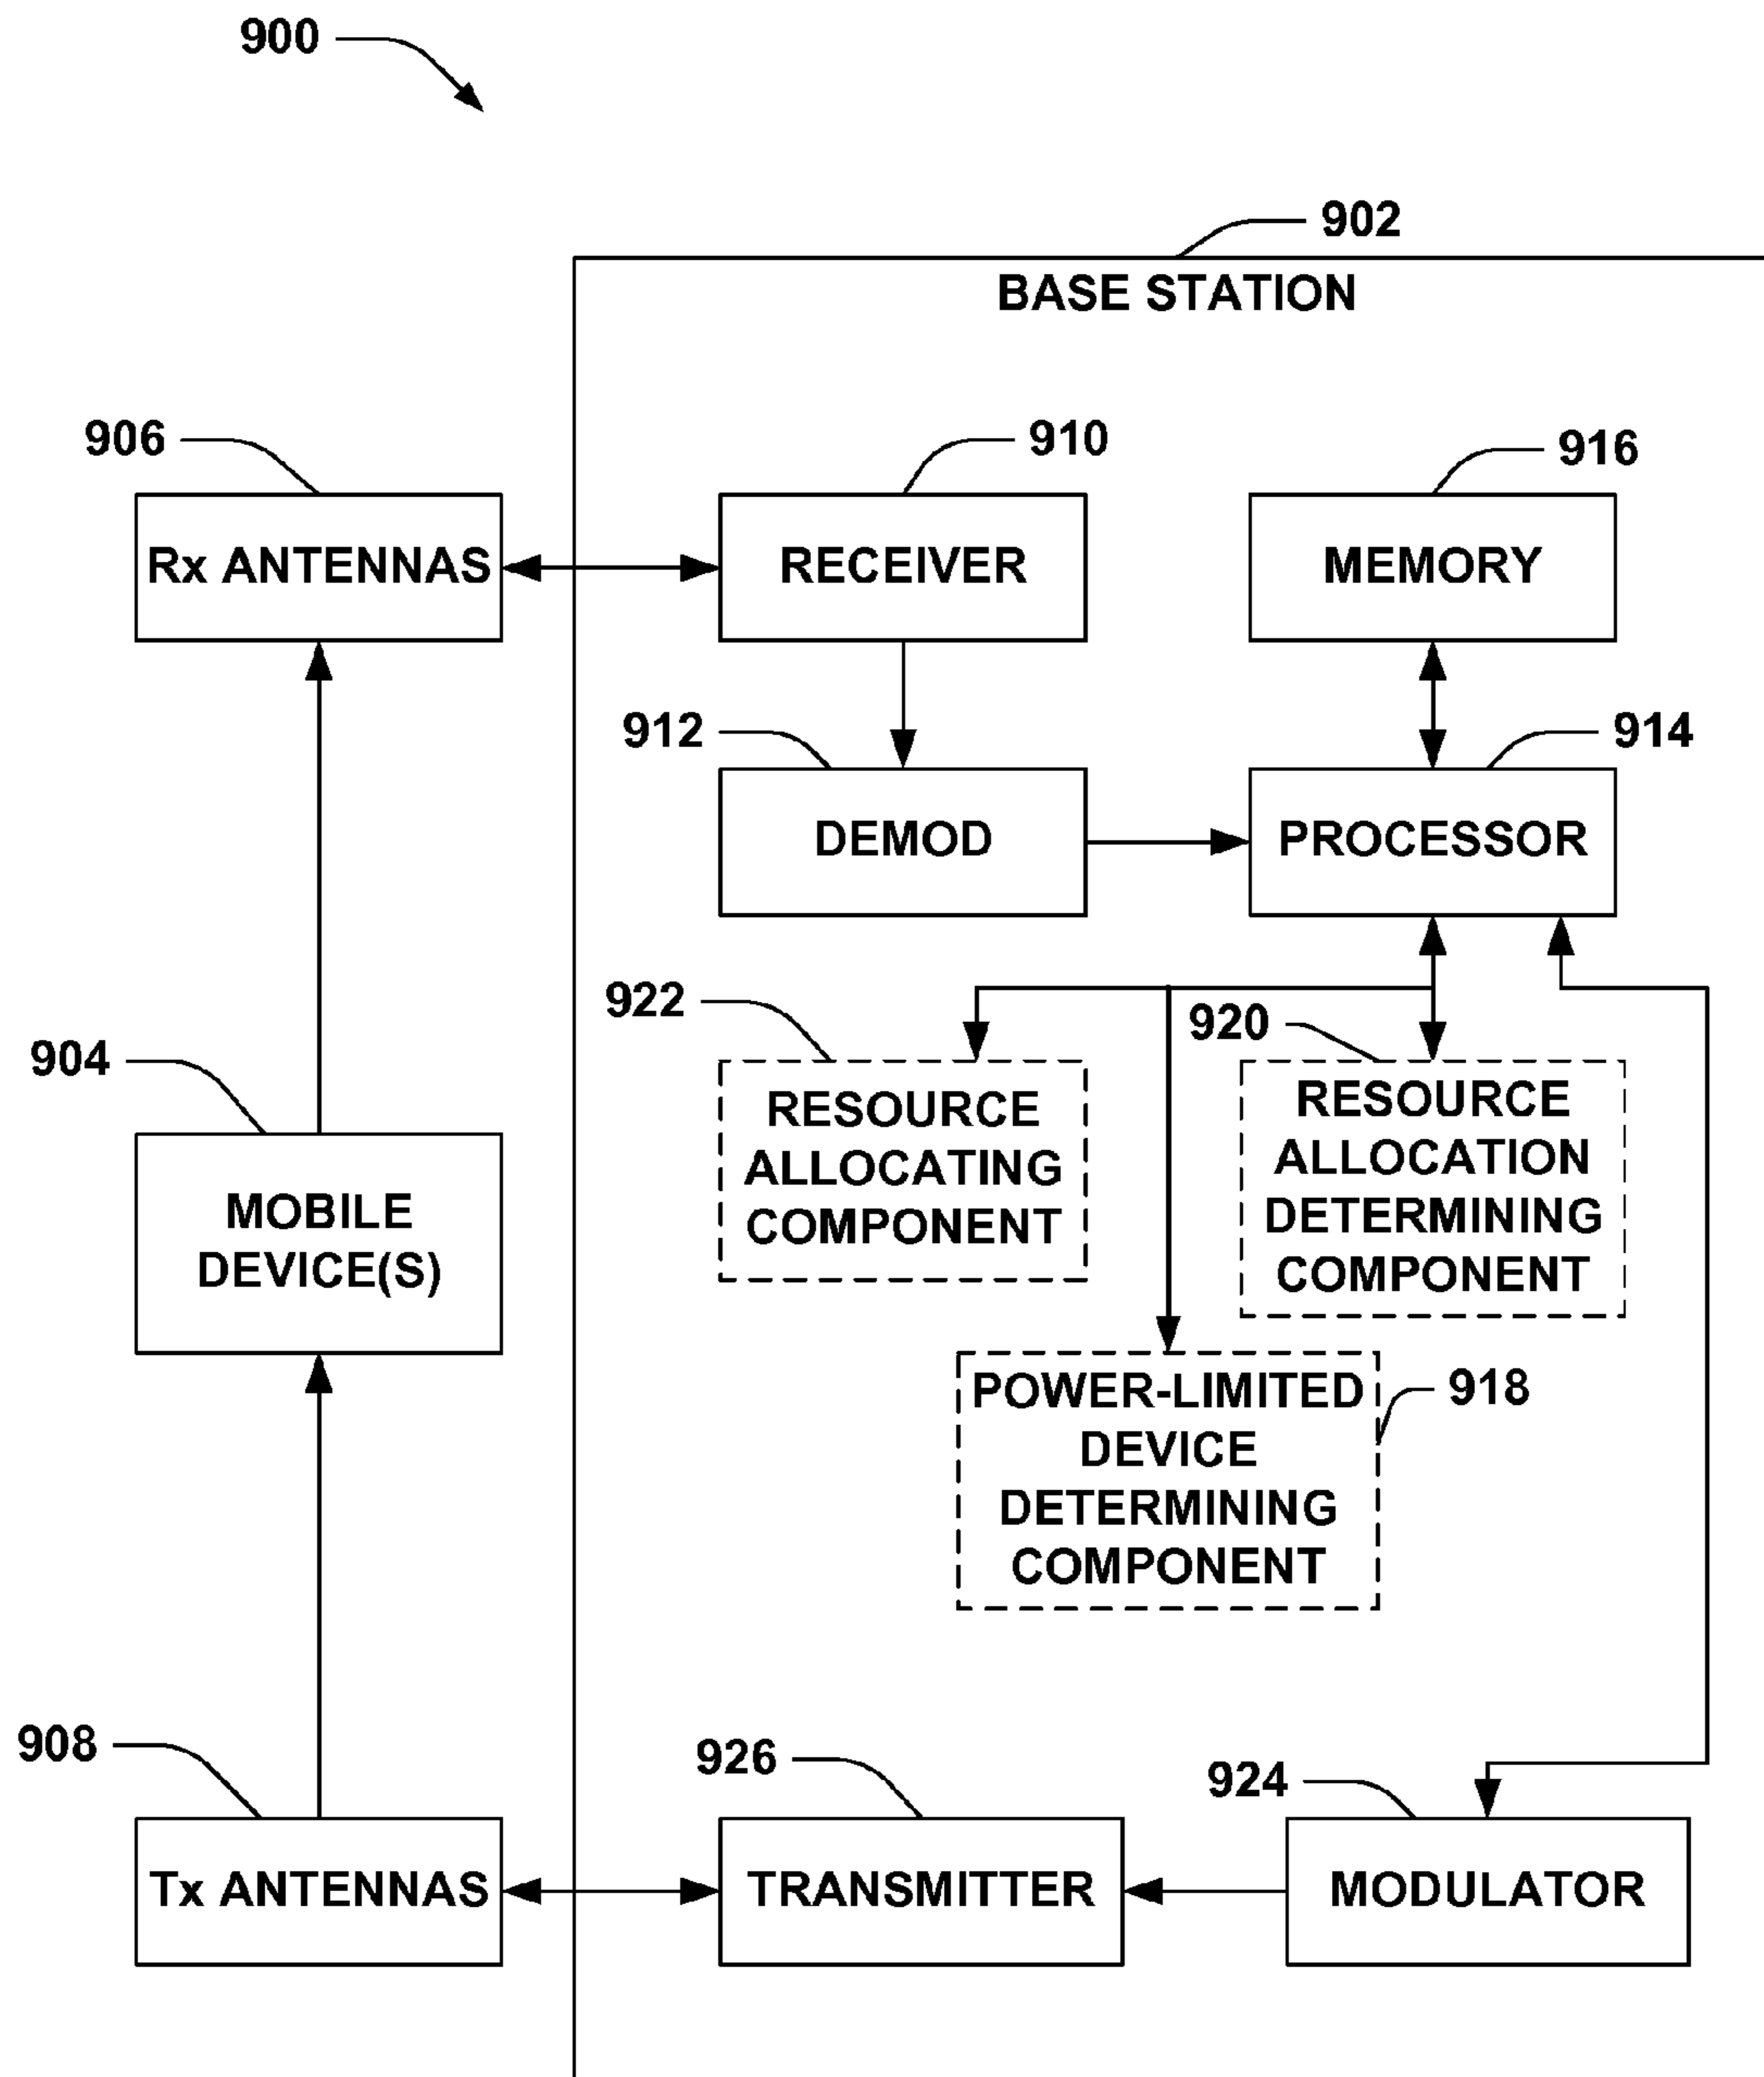 900
902
BASE STATION
906
910
916
Rx ANTENNAS
RECEIVER
MEMORY
912
914
DEMOD
PROCESSOR
922
920
904
RESOURCE
ALLOCATING
COMPONENT
RESOURCE
ALLOCATION
DETERMINING
COMPONENT
MOBILE
DEVICE(S)
POWER-LIMITED
DEVICE
DETERMINING
COMPONENT
918
908
926
924
Tx ANTENNAS
TRANSMITTER
MODULATOR